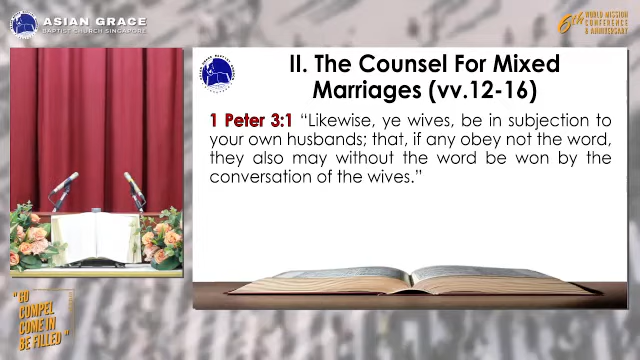 ASIAN GRACE
BAPTIST CHURCH SINGAPORE
6th WORLD MISSION
CONFERENCE
& ANNIVERSARY
II. The Counsel For Mixed
Marriages (vv.12-16)
1 Peter 3:1 “Likewise, ye wives, be in subjection to
your own husbands; that, if any obey not the word,
they also may without the word be won by the
conversation of the wives.”
"GO
COMPEL
COME IN
BE FILLED"